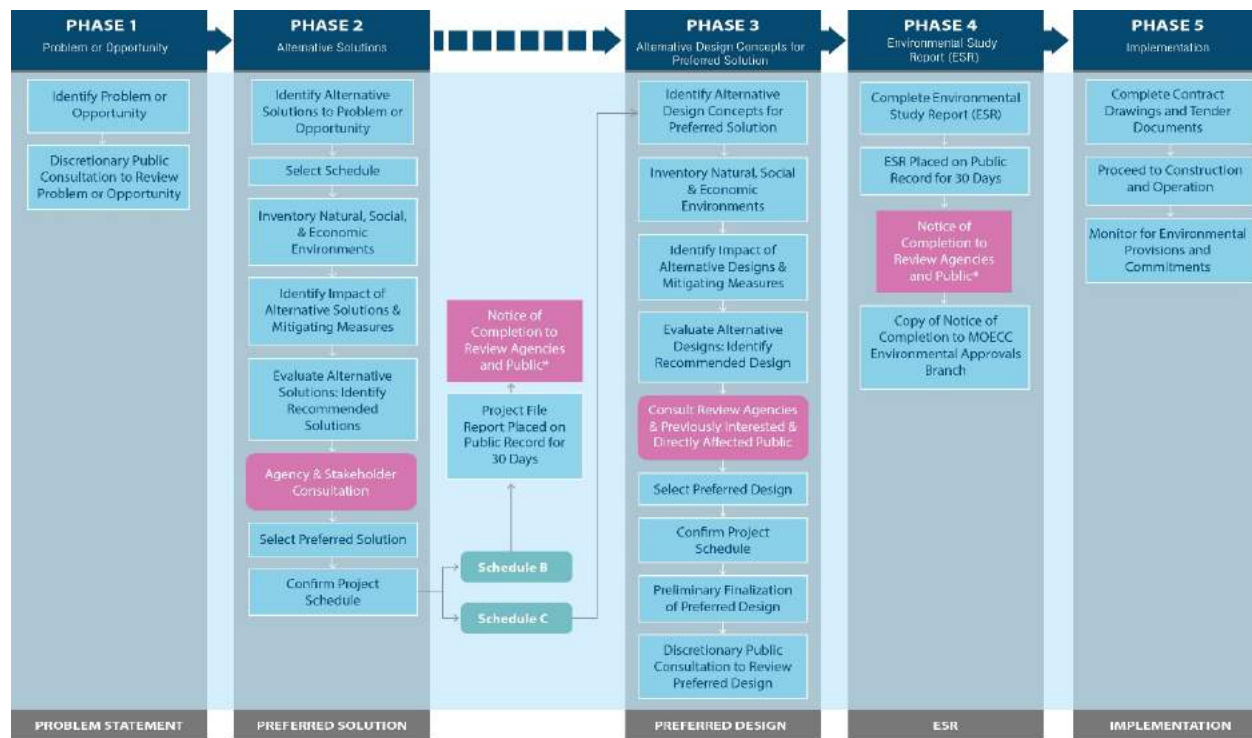 PHASE 1
Problem or Opportunity
Identify Problem or
Opportunity
Discretionary Public
Consultation to Review
Problem or Opportunity
PROBLEM STATEMENT
PHASE 2
Alternative Solutions
Identify Alternative
Solutions to Problem or
Opportunity
Select Schedule
Inventory Natural, Social,
& Economic
Environments
Identify Impact of
Alternative Solutions &
Mitigating Measures
Evaluate Alternative
Solutions: Identify
Recommended
Solutions
Agency & Stakeholder
Consultation
Select Preferred Solution
Confirm Project
Schedule
PREFERRED SOLUTION
Notice of
Completion to
Review Agencies
and Public*
Project File
Report Placed on
Public Record for
30 Days
Schedule B
Schedule C
PHASE 3
Alternative Design Concepts for
Preferred Solution
Identify Alternative
Design Concepts for
Preferred Solution
Inventory Natural, Social
& Economic
Environments
Identify Impact of
Alternative Designs &
Mitigating Measures
Evaluate Alternative
Designs: Identify
Recommended Design
Consult Review Agencies
& Previously Interested &
Directly Affected Public
Select Preferred Design
Confirm Project
Schedule
Preliminary Finalization
of Preferred Design
Discretionary Public
Consultation to Review
Preferred Design
PREFERRED DESIGN
PHASE 4
Environmental Study
Report (ESR)
Complete Environmental
Study Report (ESR)
ESR Placed on Public
Record for 30 Days
Notice of
Completion to
Review Agencies
and Public*
Copy of Notice of
Completion to MOECC
Environmental Approvals
Branch
ESR
PHASE 5
Implementation
Complete Contract
Drawings and Tender
Documents
Proceed to Construction
and Operation
Monitor for Environmental
Provisions and
Commitments
IMPLEMENTATION